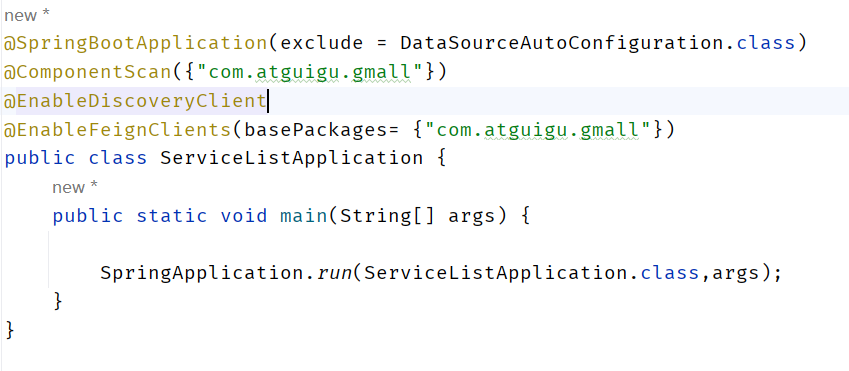 new *
@SpringBootApplication(exclude = DataSourceAutoConfiguration.class)
@ComponentScan({"com.atguigu.gmall"})
@EnableDiscoveryClient
@EnableFeignClients(basePackages= {"com.atguigu.gmall"})
public class ServiceListApplication {
new *
public static void main(String[] args) {
SpringApplication.run(ServiceListApplication.class,args);
}
}